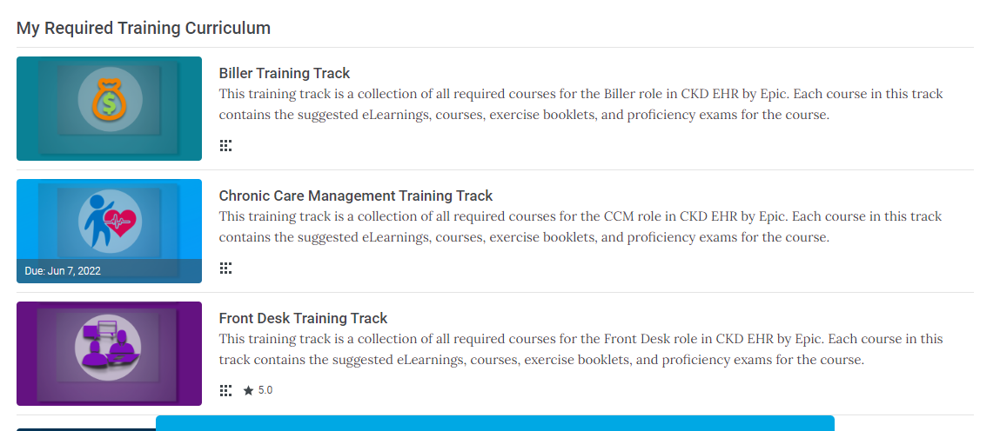 My Required Training Curriculum
$
Biller Training Track
This training track is a collection of all required courses for the Biller role in CKD EHR by Epic. Each course in this track
contains the suggested eLearnings, courses, exercise booklets, and proficiency exams for the course.
Chronic Care Management Training Track
This training track is a collection of all required courses for the CCM role in CKD EHR by Epic. Each course in this track
contains the suggested eLearnings, courses, exercise booklets, and proficiency exams for the course.
Due: Jun 7, 2022
Front Desk Training Track
This training track is a collection of all required courses for the Front Desk role in CKD EHR by Epic. Each course in this
track contains the suggested eLearnings, courses, exercise booklets, and proficiency exams for the course.
5.0